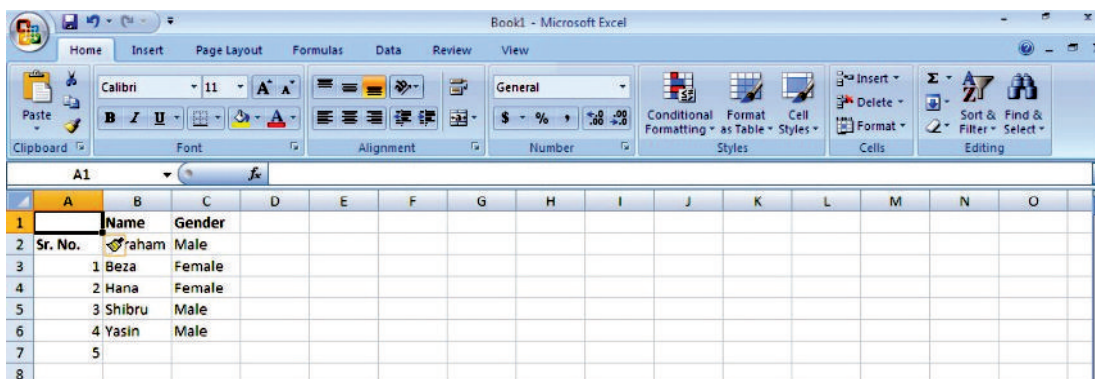 Book1 - Microsoft Excel
Home Insert Page Layout Formulas Data Review View
Paste
Clipboard
Calibri 11 A A
B I U A
Font
Alignment
General
$ % ,
Number
Conditional Formatting
Format as Table
Cell Styles
Styles
Insert
Delete
Format
Cells
Σ
Sort & Filter
Find & Select
Editing
A1 fx
A B C D E F G H I J K L M N O
1 Name Gender
2 Sr. No. raham Male
3 1 Beza Female
4 2 Hana Female
5 3 Shibru Male
6 4 Yasin Male
7 5
8